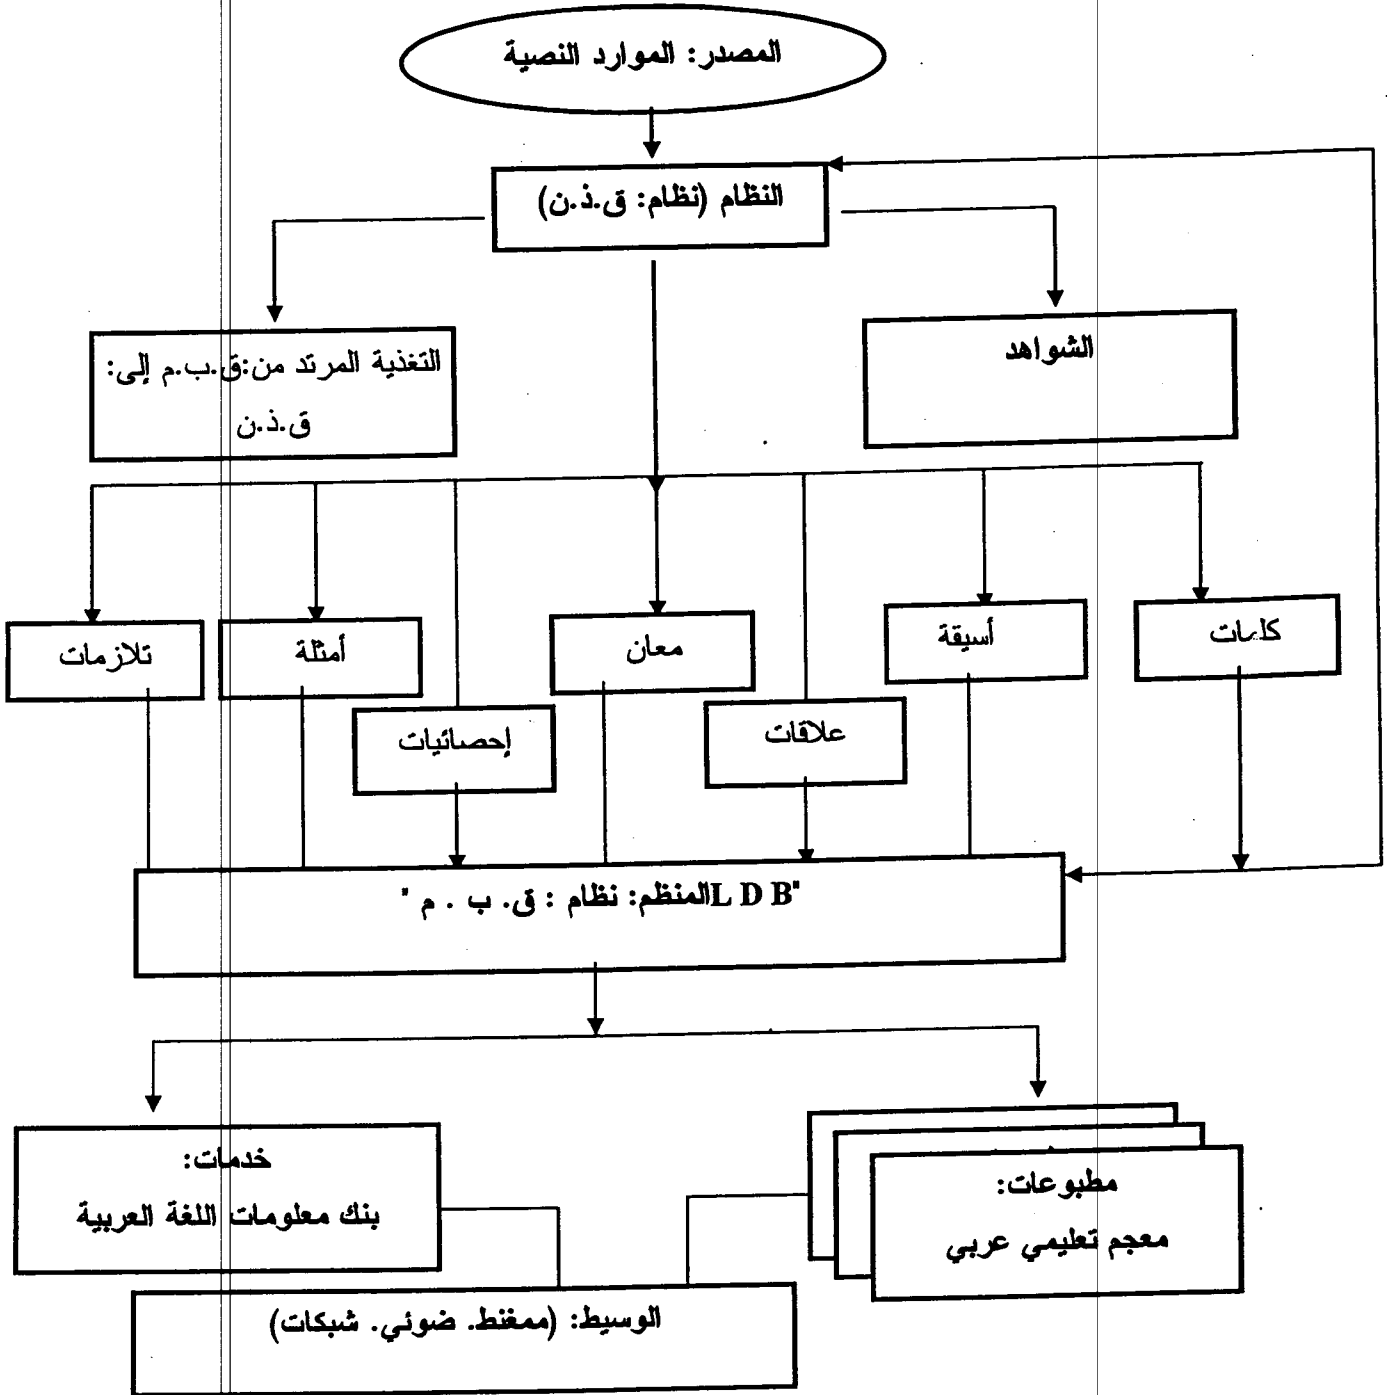 المصدر: الموارد النصية
النظام (نظام: ق.ذ.ن)
الشواهد
التغذية المرتد من:ق.ب.م إلى:
ق.ذ.ن
كلمات
أسيقة
معان
أمثلة
تلازمات
علاقات
إحصائيات
"L D B المنظم: نظام : ق. ب . م "
مطبوعات:
معجم تعليمي عربي
خدمات:
بنك معلومات اللغة العربية
الوسيط: (ممغنط. ضوئي. شبكات)